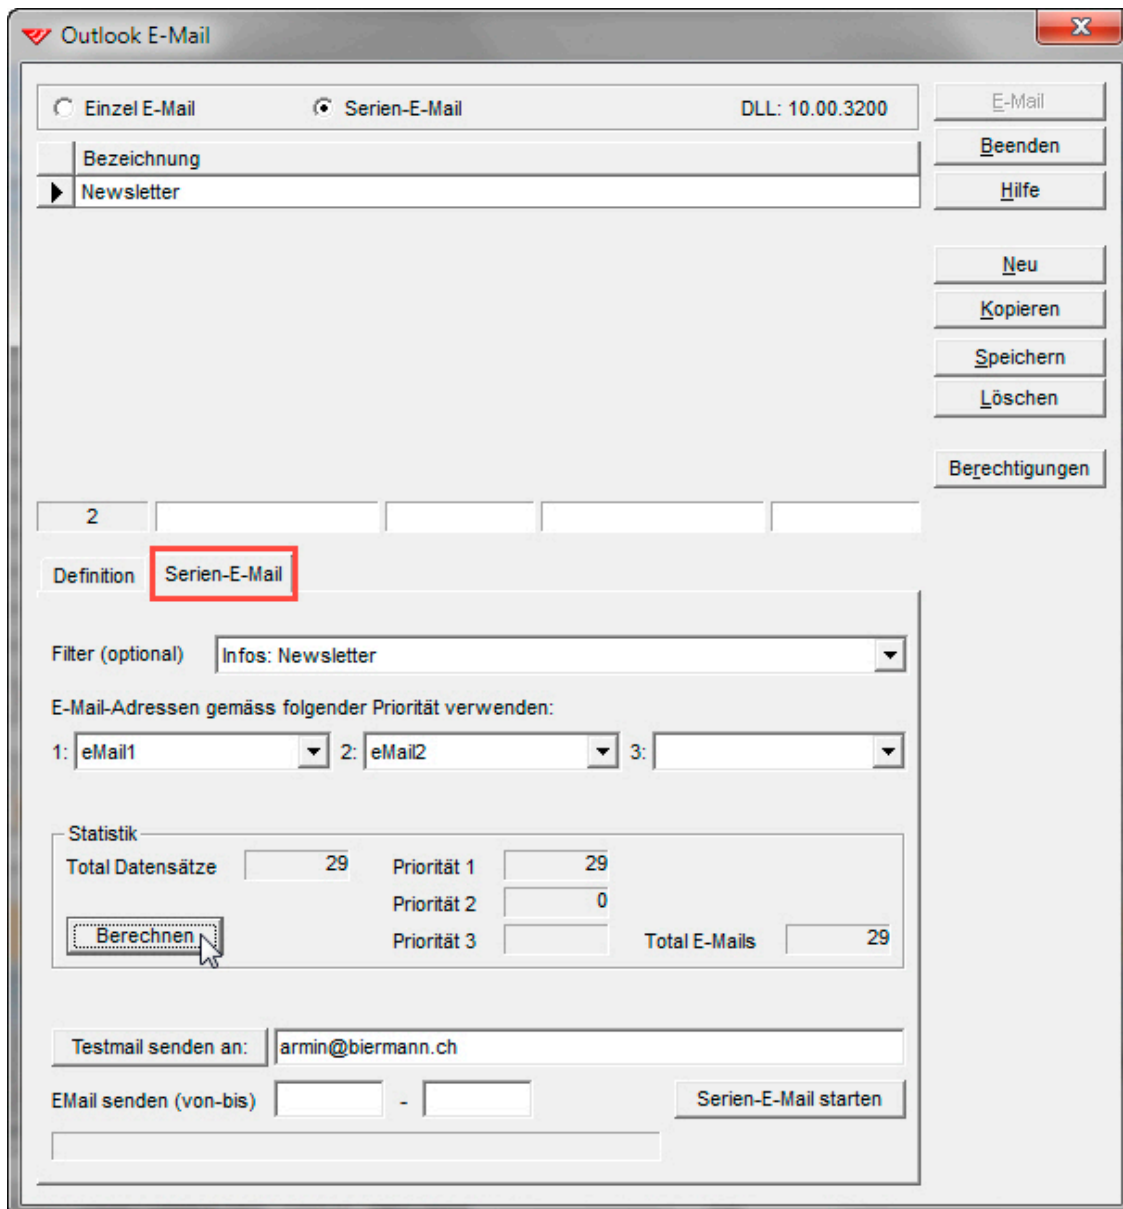 Outlook E-Mail
Einzel E-Mail Serien-E-Mail DLL: 10.00.3200
E-Mail
Beenden
Hilfe
Bezeichnung
Newsletter
Neu
Kopieren
Speichern
Löschen
Berechtigungen
2
Definition Serien-E-Mail
Filter (optional) Infos: Newsletter
E-Mail-Adressen gemäss folgender Priorität verwenden:
1: eMail1 2: eMail2 3:
Statistik
Total Datensätze 29 Priorität 1 29
Priorität 2 0
Berechnen Priorität 3 Total E-Mails 29
Testmail senden an: armin@biermann.ch
EMail senden (von-bis) - Serien-E-Mail starten